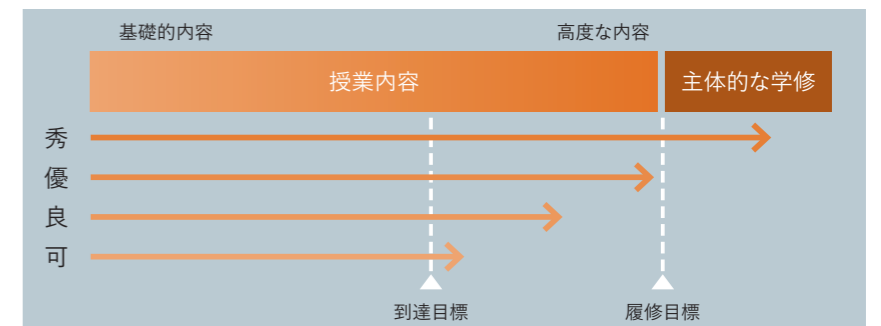 基礎的内容
高度な内容
授業内容
主体的な学修
秀
優
良
可
到達目標
履修目標